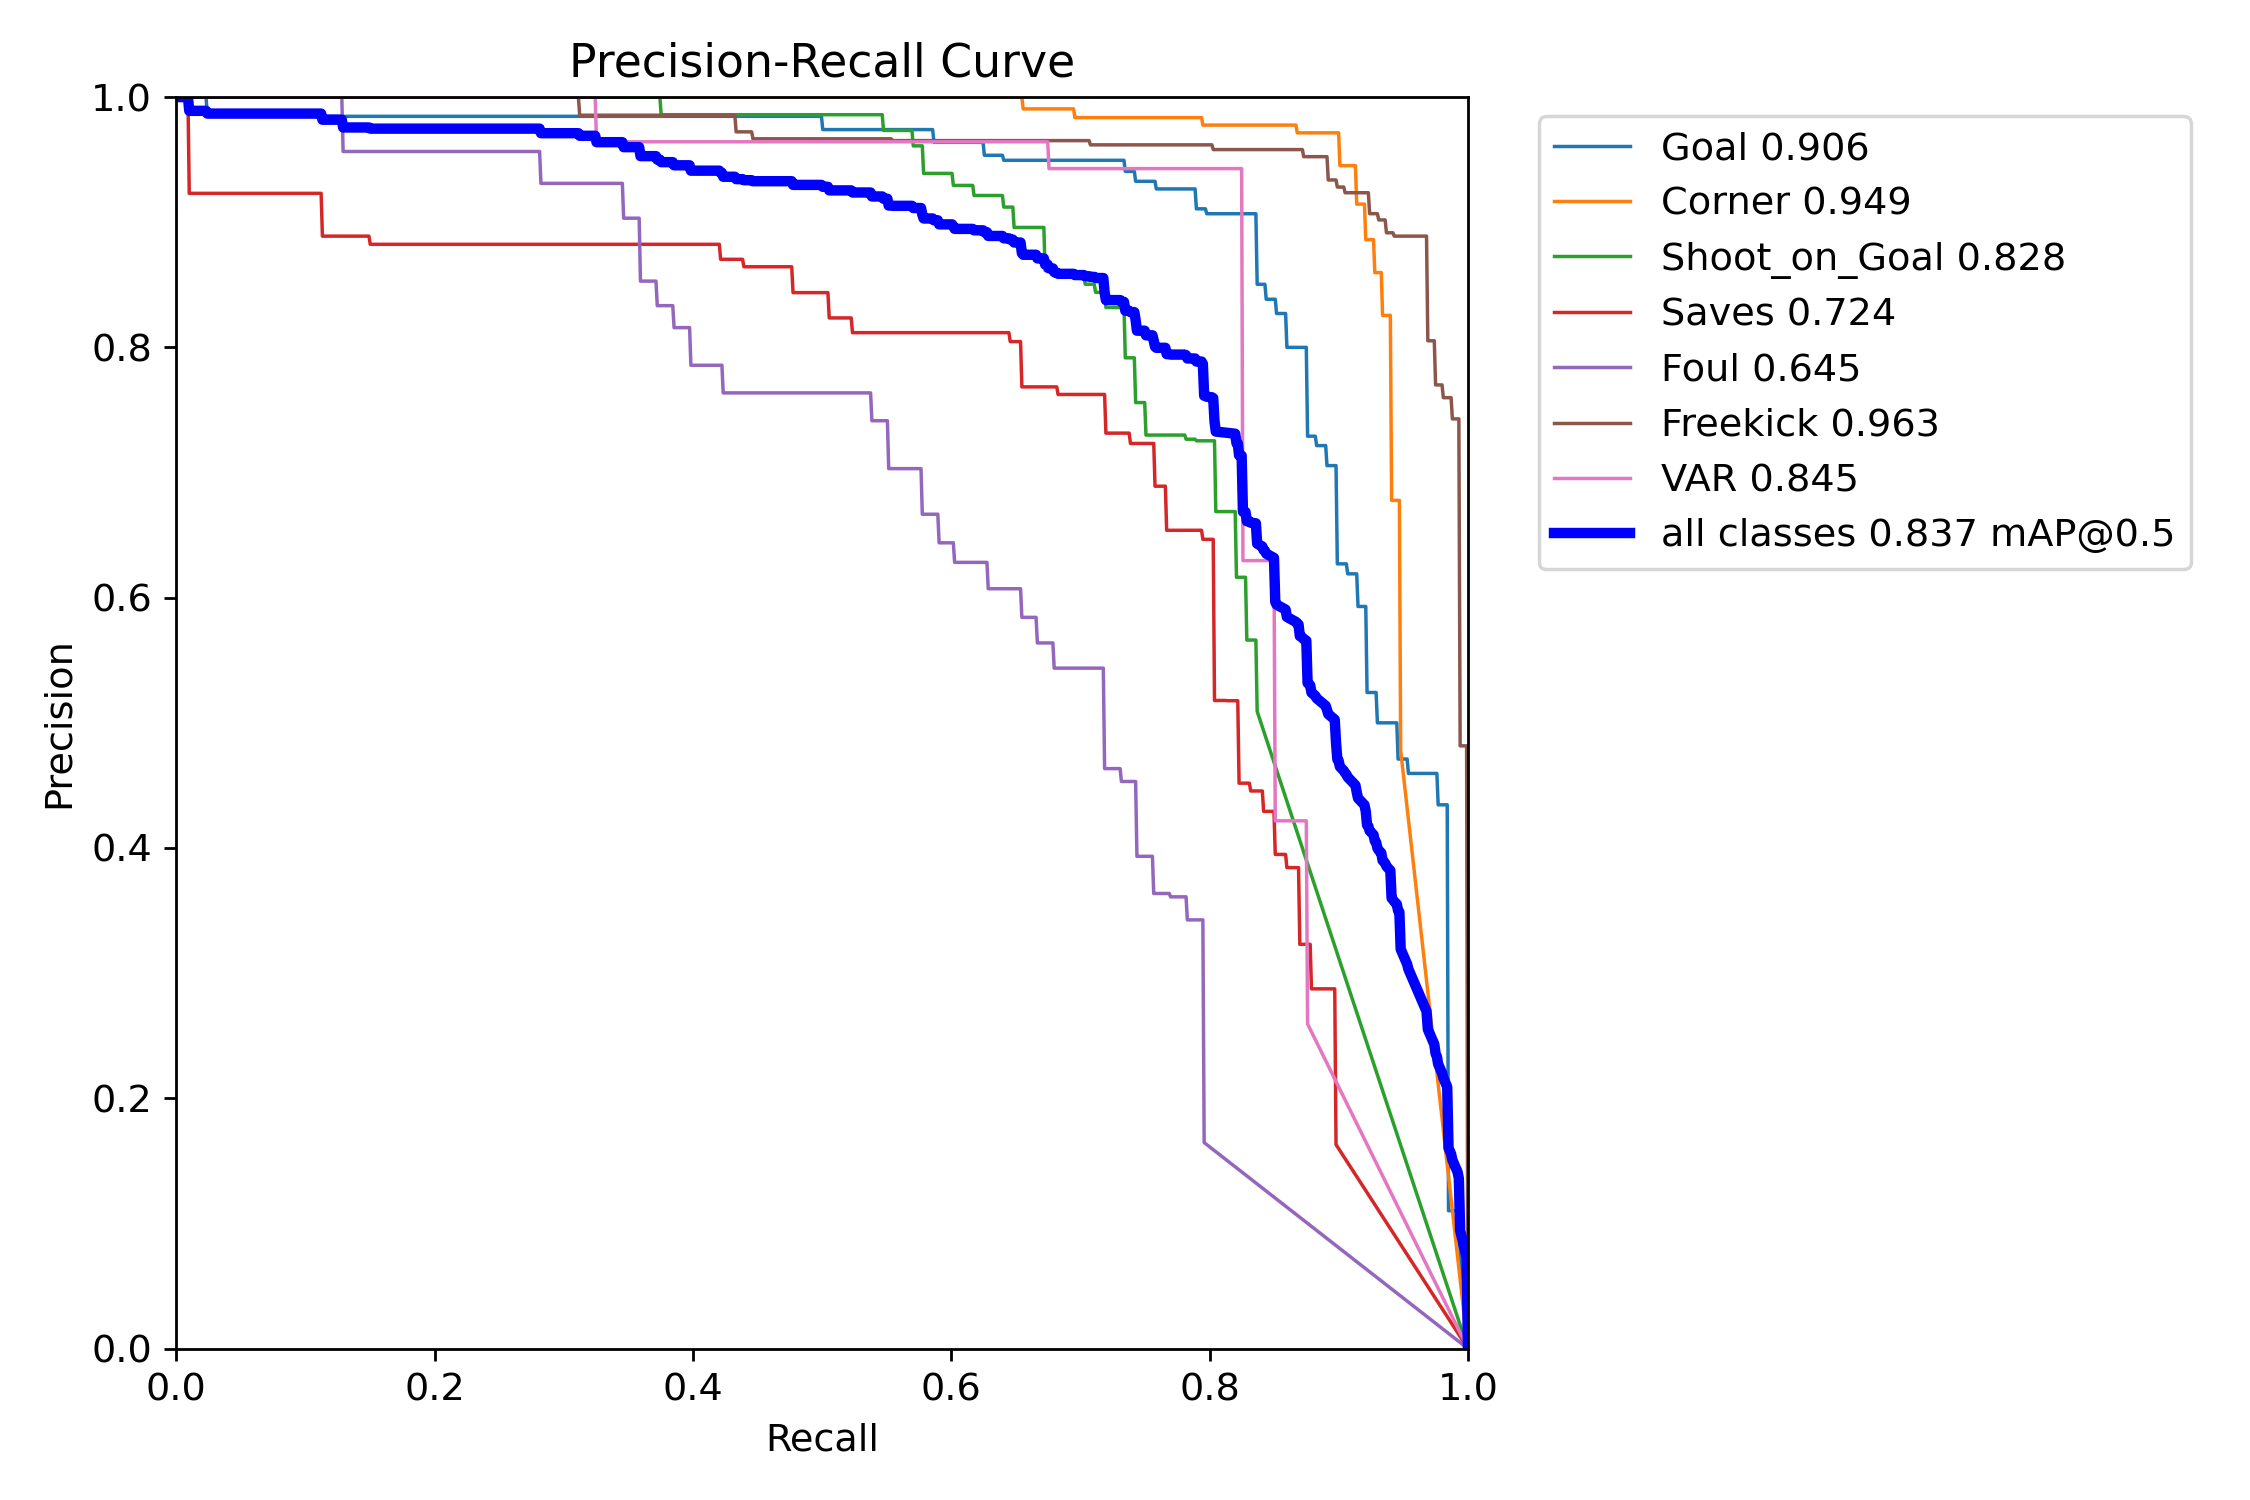 Precision-Recall Curve
1.0
0.8
0.6
0.4
0.2
0.0
Precision
0.0 0.2 0.4 0.6 0.8 1.0
Recall
Goal 0.906
Corner 0.949
Shoot_on_Goal 0.828
Saves 0.724
Foul 0.645
Freekick 0.963
VAR 0.845
all classes 0.837 mAP@0.5